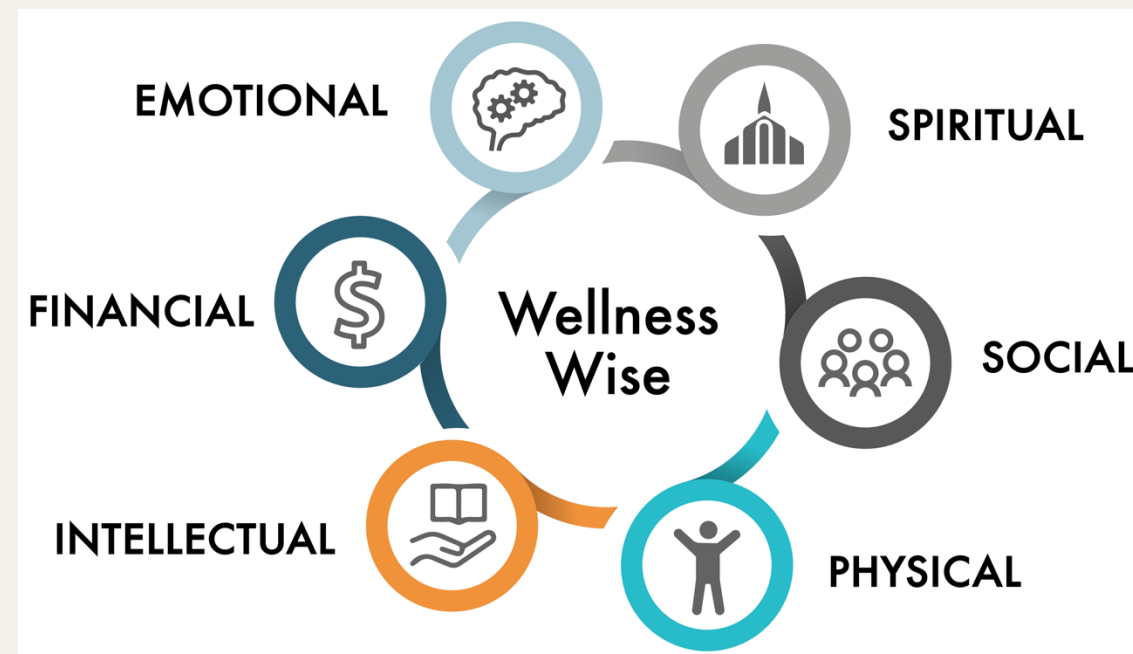 EMOTIONAL
SPIRITUAL
FINANCIAL
$
Wellness
Wise
SOCIAL
INTELLECTUAL
PHYSICAL